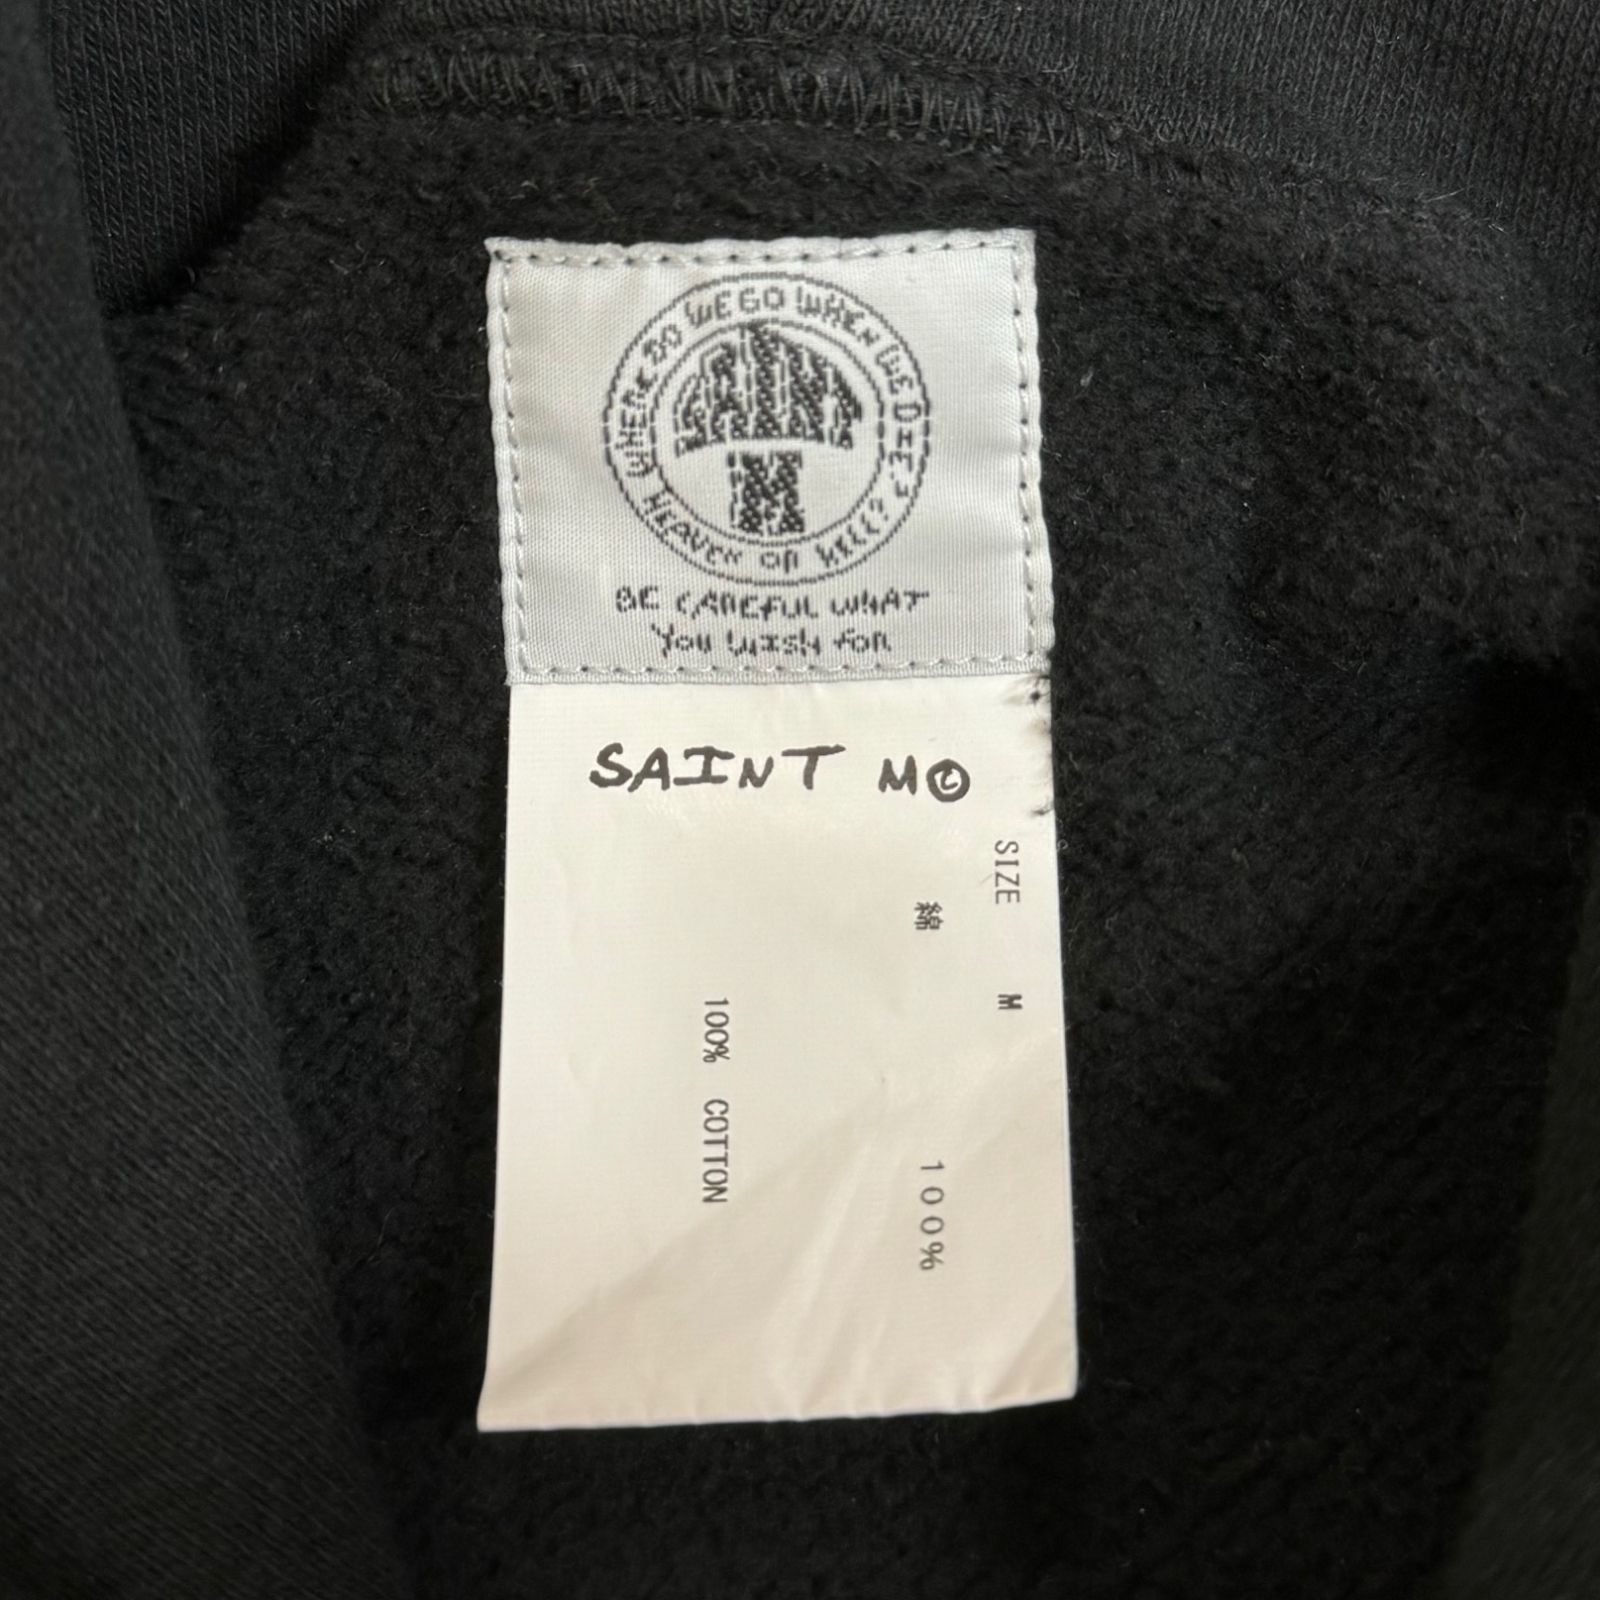 WHERE DO WE GO WHEN WE DIE?
SAINT
M
HEAVEN OR HELL?
BE CAREFUL WHAT
YOU WISH FOR
SAINT M©
SIZE M
綿 100%
100% COTTON